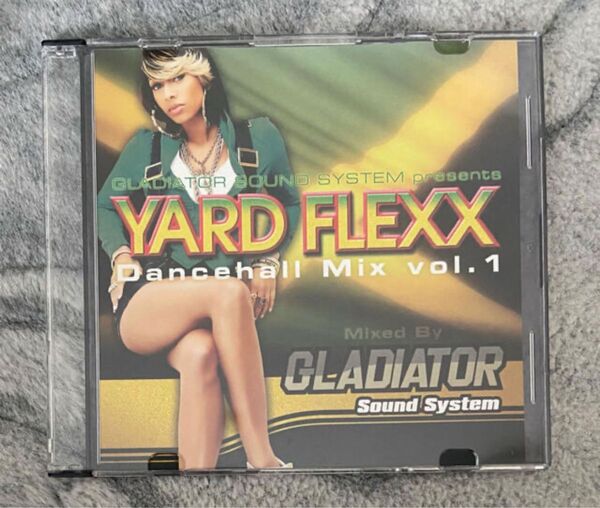 GLADIATOR SOUND SYSTEM presents
YARD FLEXX
Dancehall Mix vol.1
Mixed By
GLADIATOR
Sound System